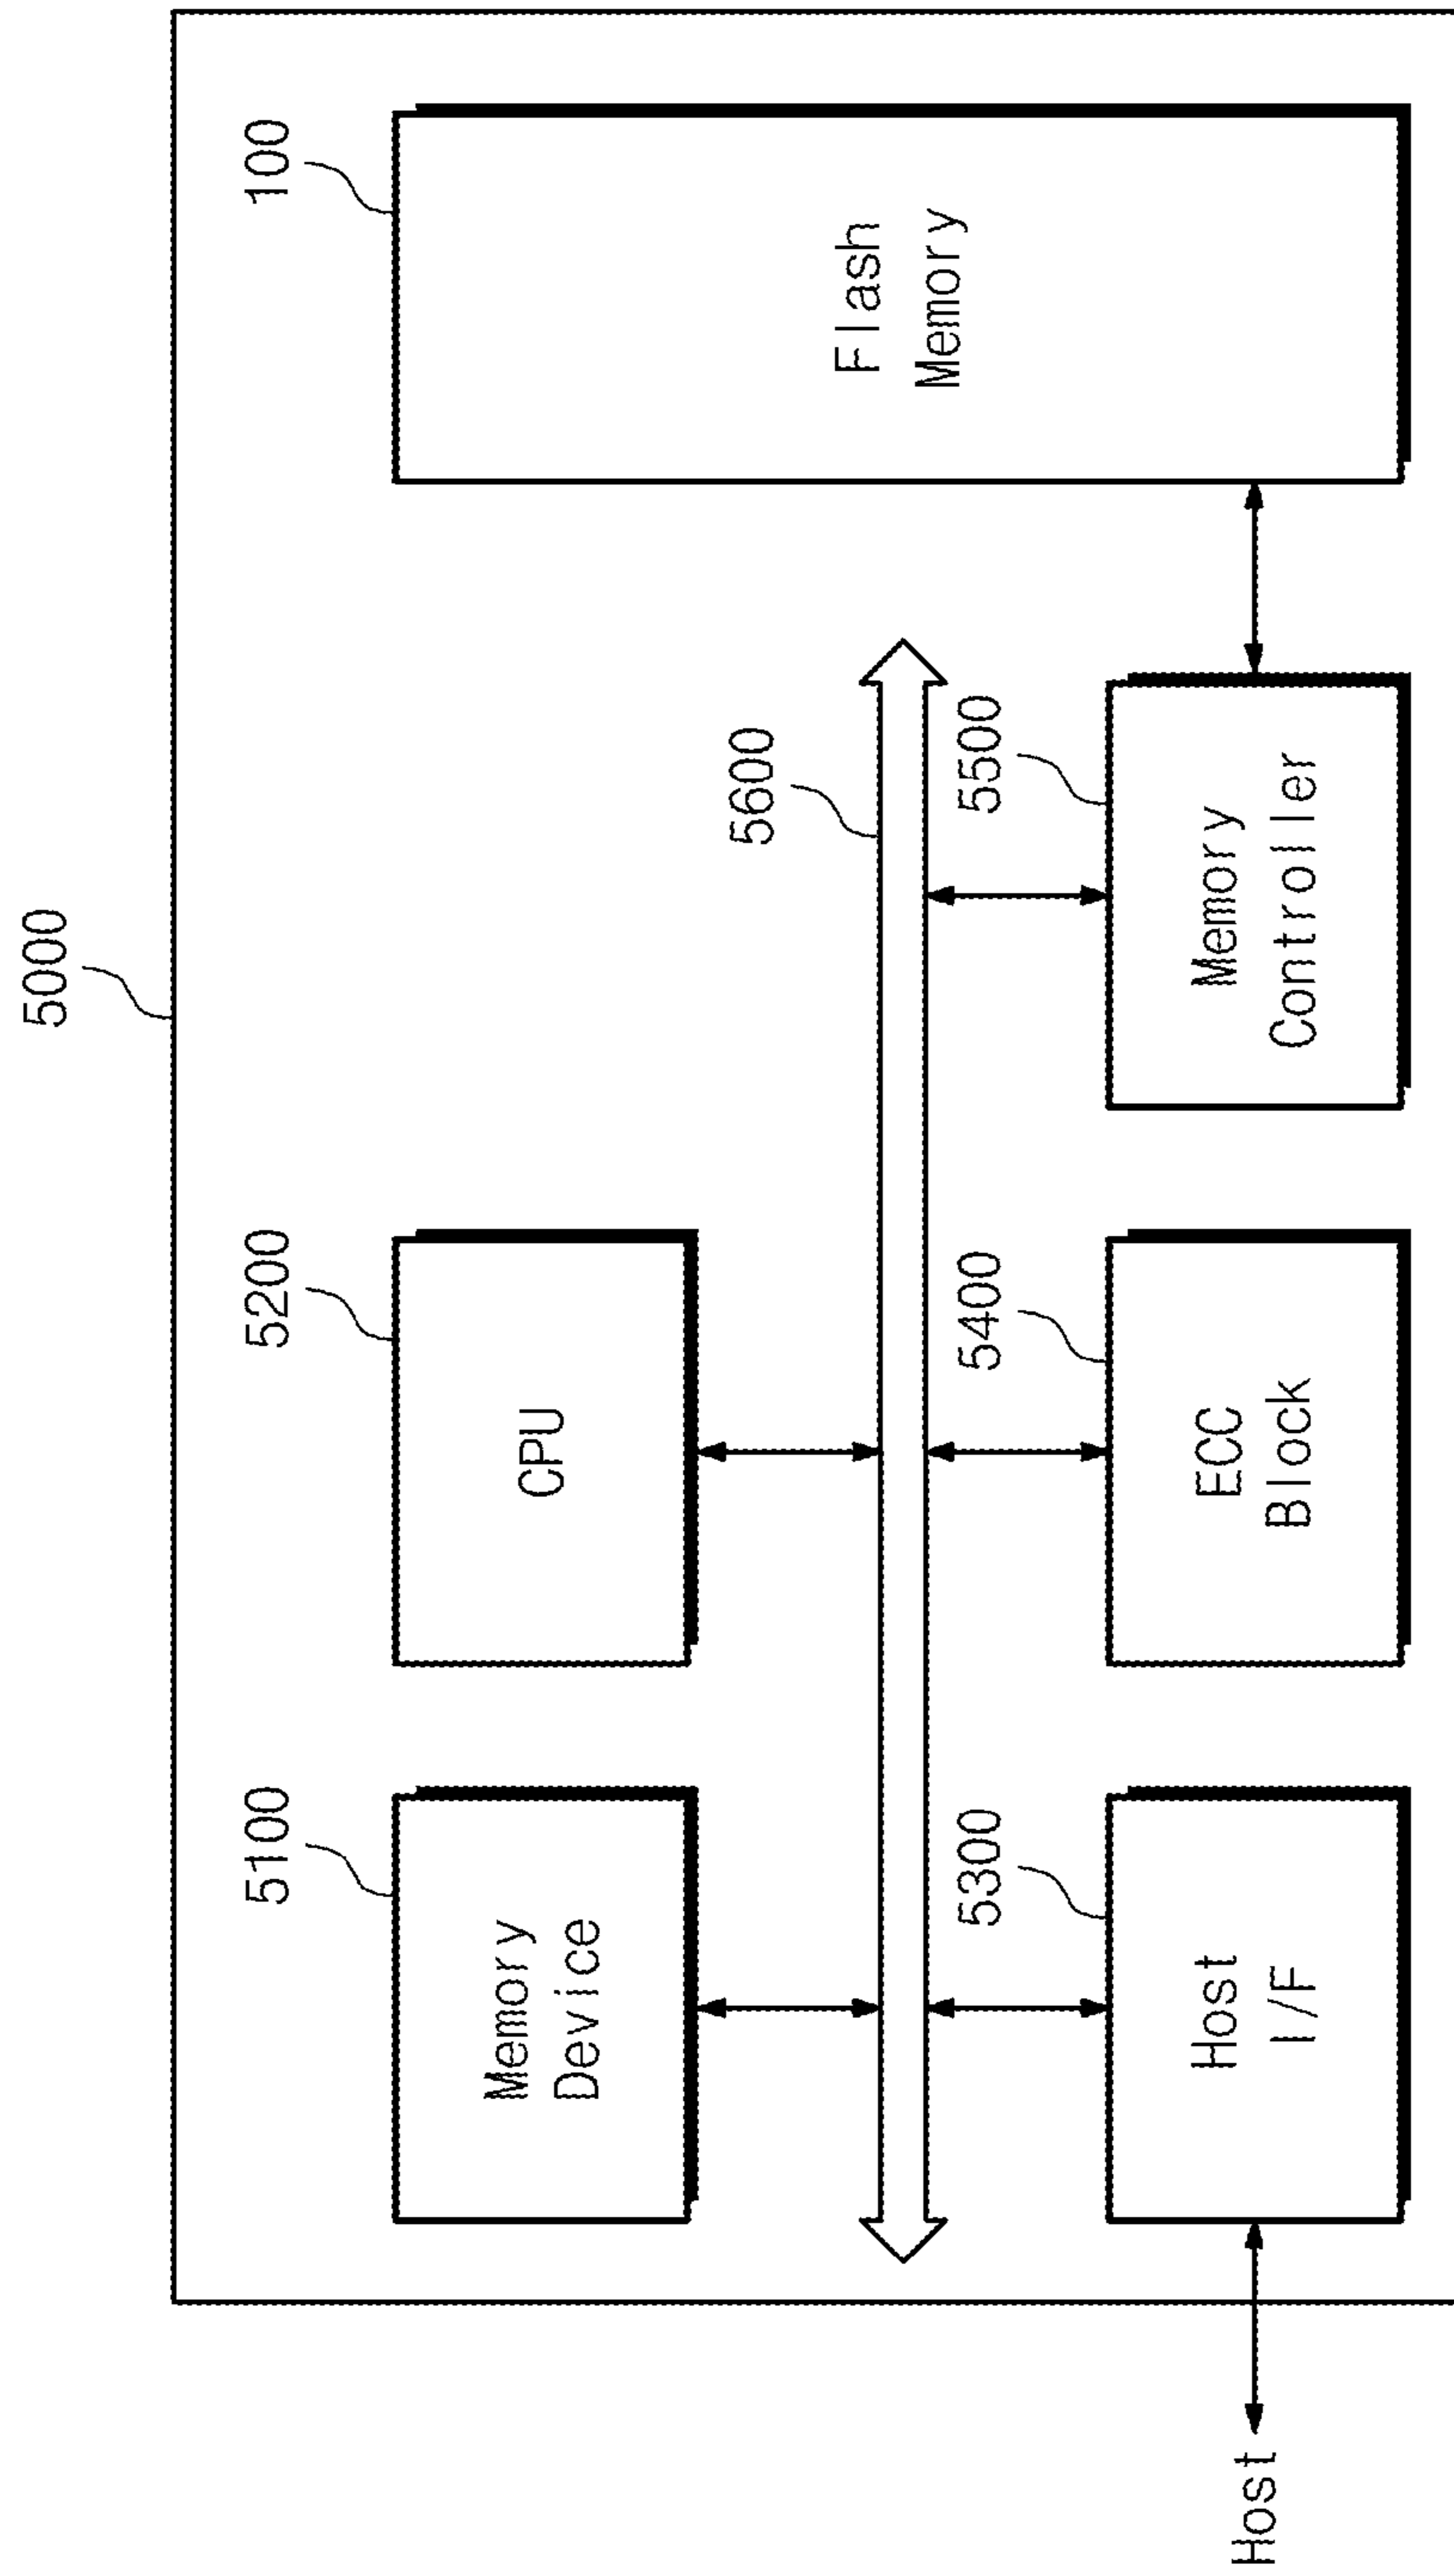 5000
5100
Memory
Device
5200
CPU
100
Flash
Memory
5600
5300
Host
I/F
5400
ECC
Block
5500
Memory
Controller
Host